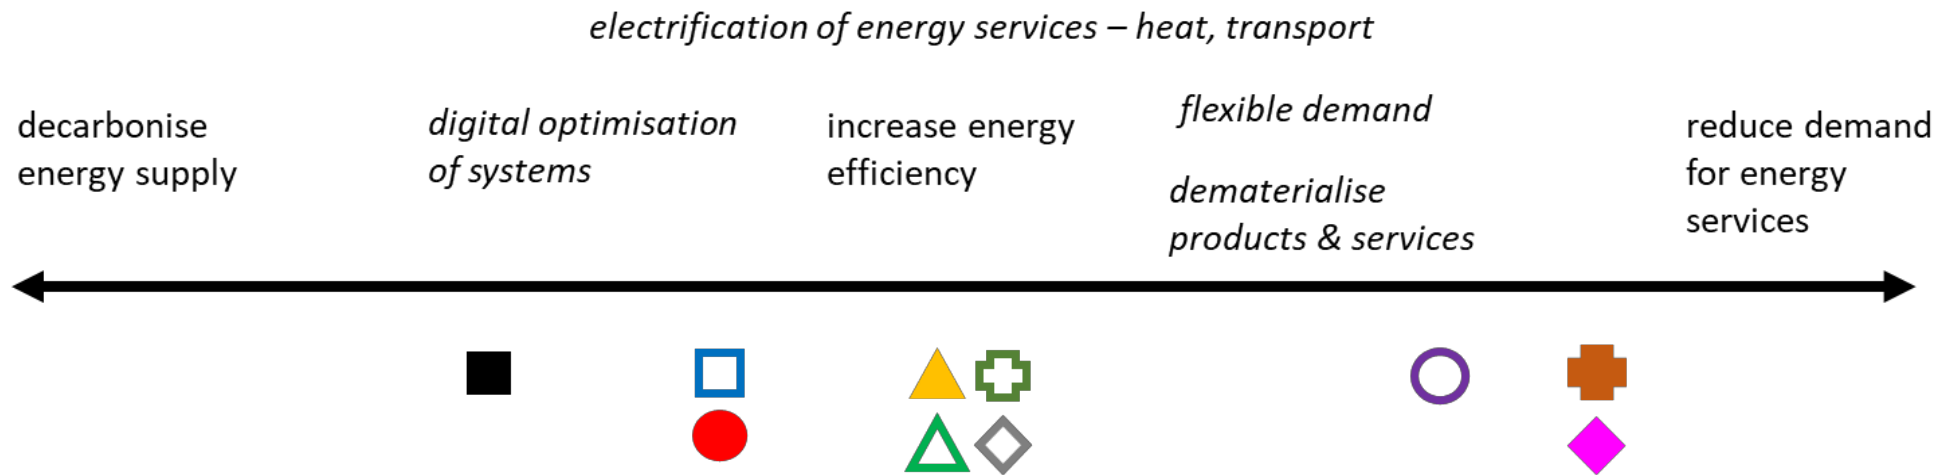 electrification of energy services – heat, transport
decarbonise
energy supply
digital optimisation
of systems
increase energy
efficiency
flexible demand
dematerialise
products & services
reduce demand
for energy
services